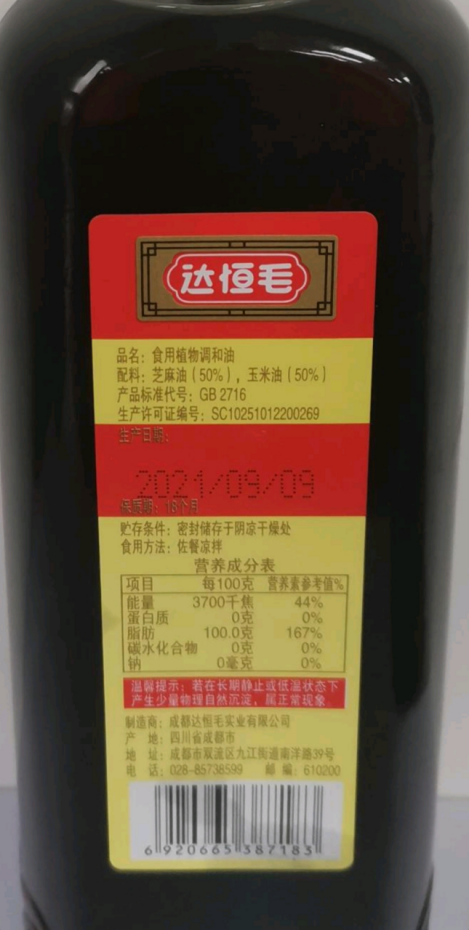 达恒毛
品名：食用植物调和油
配料：芝麻油（50%），玉米油（50%）
产品标准代号：GB 2716
生产许可证编号：SC10251012200269
生产日期：
2021/09/09
保质期：18个月
贮存条件：密封储存于阴凉干燥处
食用方法：佐餐凉拌
营养成分表
项目 每100克 营养素参考值%
能量 3700千焦 44%
蛋白质 0克 0%
脂肪 100.0克 167%
碳水化合物 0克 0%
钠 0毫克 0%
温馨提示：若在长期静止或低温状态下
产生少量物理自然沉淀，属正常现象。
制造商：成都达恒毛实业有限公司
产 地：四川省成都市
地 址：成都市双流区九江街道南洋路39号
电 话：028-85738599 邮 编：610200
6 920665 387183